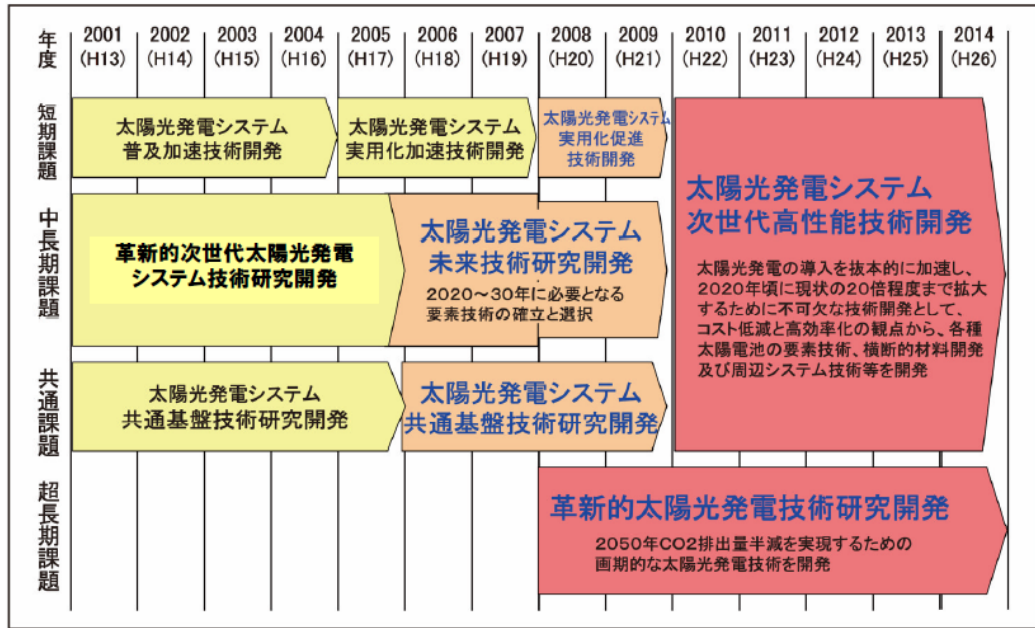 年度
2001 2002 2003 2004 2005 2006 2007 2008 2009 2010 2011 2012 2013 2014
(H13) (H14) (H15) (H16) (H17) (H18) (H19) (H20) (H21) (H22) (H23) (H24) (H25) (H26)
短期課題
太陽光発電システム
普及加速技術開発
太陽光発電システム
実用化加速技術開発
太陽光発電システム
実用化促進
技術開発
太陽光発電システム
次世代高性能技術開発
太陽光発電の導入を抜本的に加速し、
2020年頃に現状の20倍程度まで拡大
するために不可欠な技術開発として、
コスト低減と高効率化の観点から、各種
太陽電池の要素技術、横断的材料開発
及び周辺システム技術等を開発
中長期課題
革新的次世代太陽光発電
システム技術研究開発
太陽光発電システム
未来技術研究開発
2020～30年に必要となる
要素技術の確立と選択
共通課題
太陽光発電システム
共通基盤技術研究開発
太陽光発電システム
共通基盤技術研究開発
超長期課題
革新的太陽光発電技術研究開発
2050年CO2排出量半減を実現するための
画期的な太陽光発電技術を開発